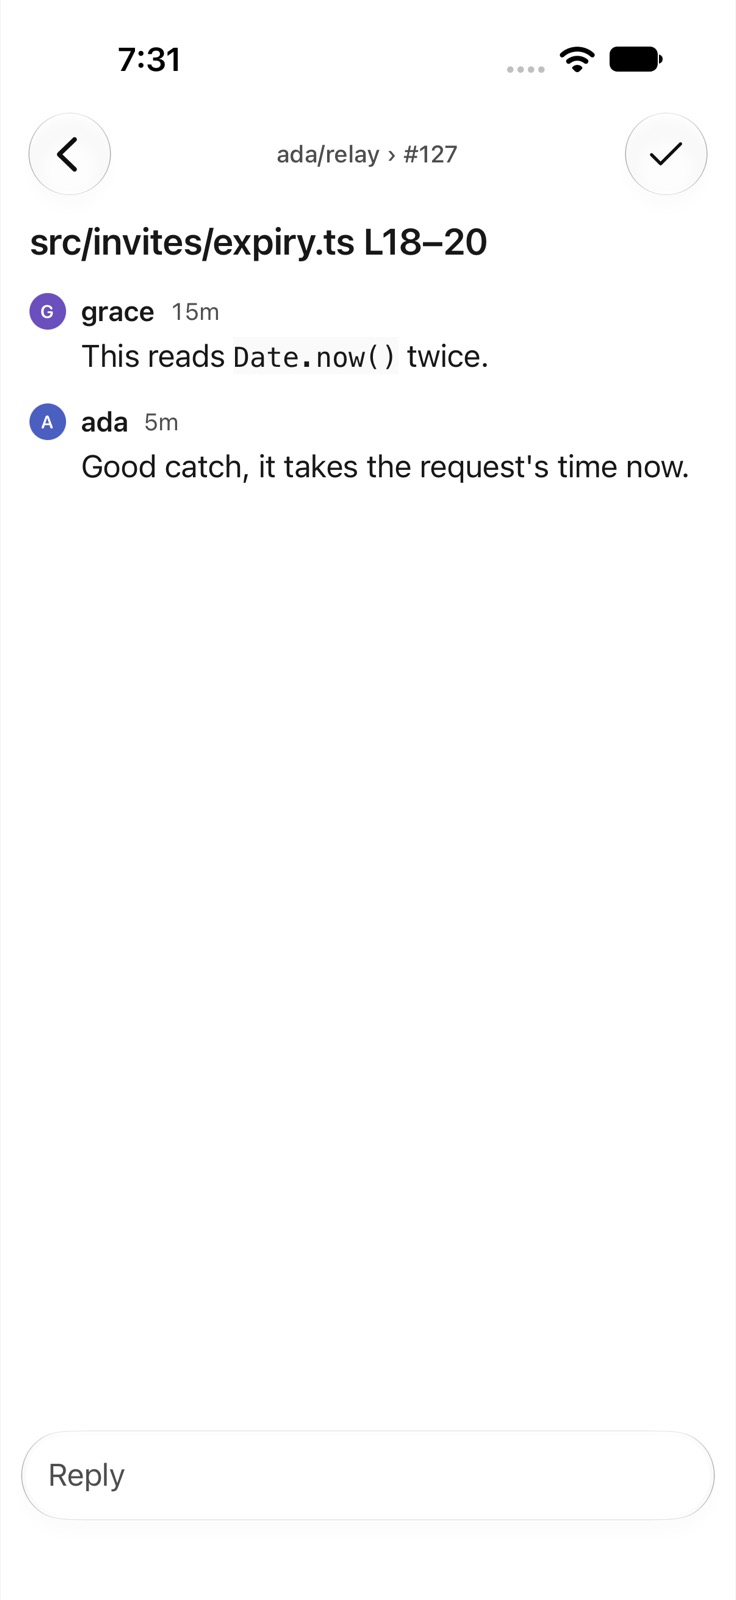 7:31
ada/relay › #127
src/invites/expiry.ts L18–20
G grace 15m
This reads Date.now() twice.
A ada 5m
Good catch, it takes the request's time now.
Reply